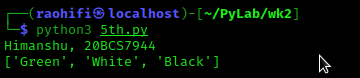 ┌──(raohifi㉿localhost)-[~/PyLab/wk2]
└─$ python3 5th.py
Himanshu, 20BCS7944
['Green', 'White', 'Black']